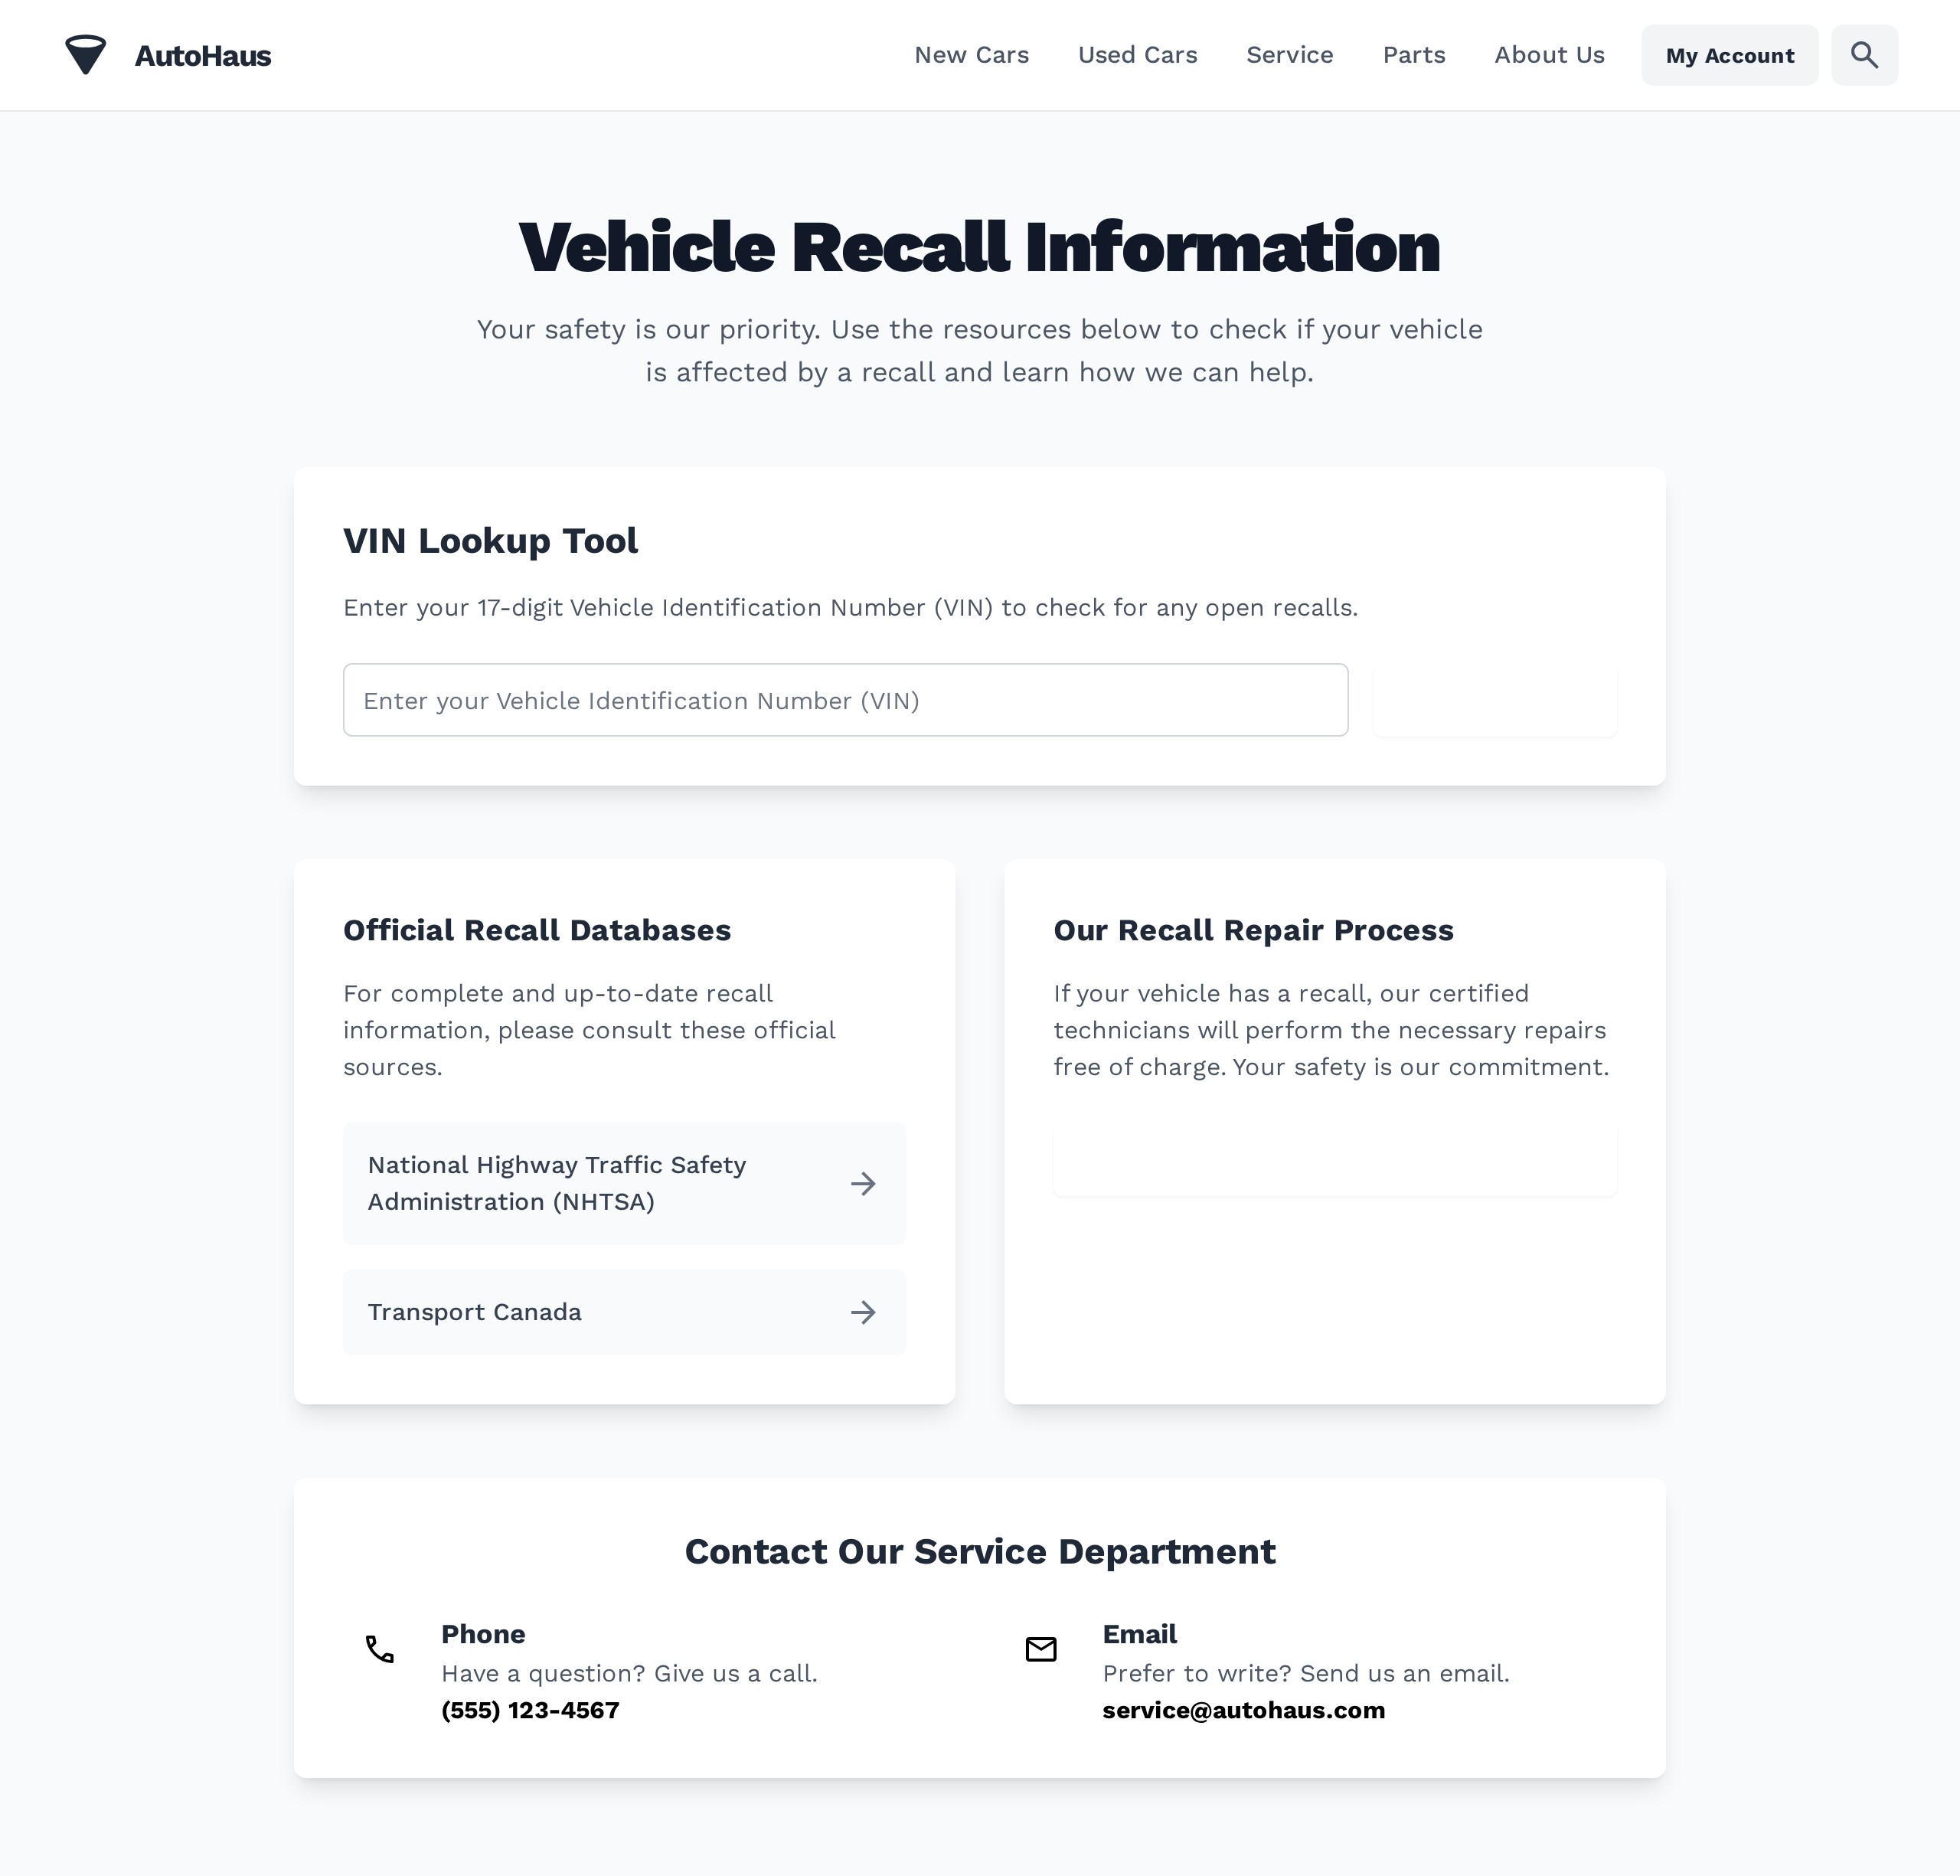 AutoHaus
New Cars
Used Cars
Service
Parts
About Us
My Account
Vehicle Recall Information
Your safety is our priority. Use the resources below to check if your vehicle
is affected by a recall and learn how we can help.
VIN Lookup Tool
Enter your 17-digit Vehicle Identification Number (VIN) to check for any open recalls.
Enter your Vehicle Identification Number (VIN)
Official Recall Databases
For complete and up-to-date recall
information, please consult these official
sources.
National Highway Traffic Safety
Administration (NHTSA)
Transport Canada
Our Recall Repair Process
If your vehicle has a recall, our certified
technicians will perform the necessary repairs
free of charge. Your safety is our commitment.
Contact Our Service Department
Phone
Have a question? Give us a call.
(555) 123-4567
Email
Prefer to write? Send us an email.
service@autohaus.com